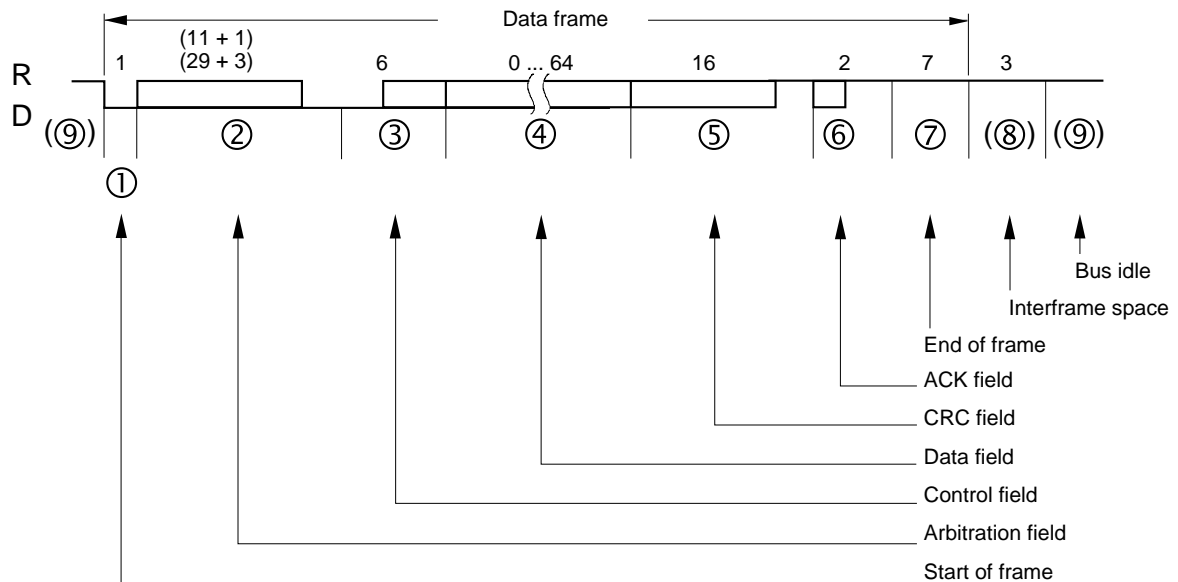 Data frame
(11 + 1)
(29 + 3)
1 6 0 ... 64 16 2 7 3
R
D
(⑨) ② ③ ④ ⑤ ⑥ ⑦ (⑧) (⑨)
①
Bus idle
Interframe space
End of frame
ACK field
CRC field
Data field
Control field
Arbitration field
Start of frame